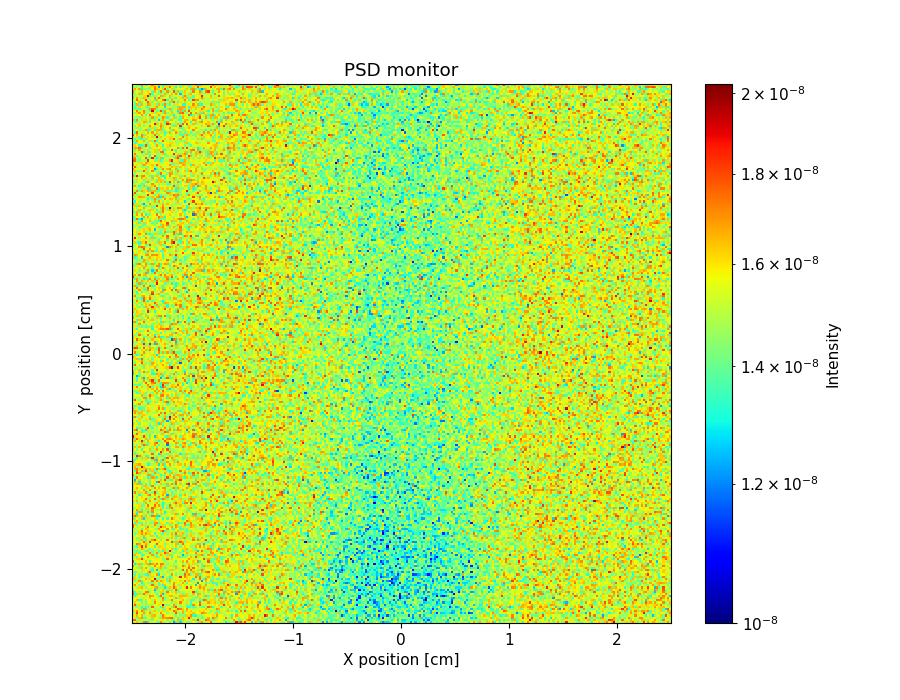 PSD monitor
2
1
0
−1
−2
Y position [cm]
−2
−1
0
1
2
X position [cm]
2 × 10⁻⁸
1.8 × 10⁻⁸
1.6 × 10⁻⁸
1.4 × 10⁻⁸
1.2 × 10⁻⁸
10⁻⁸
Intensity